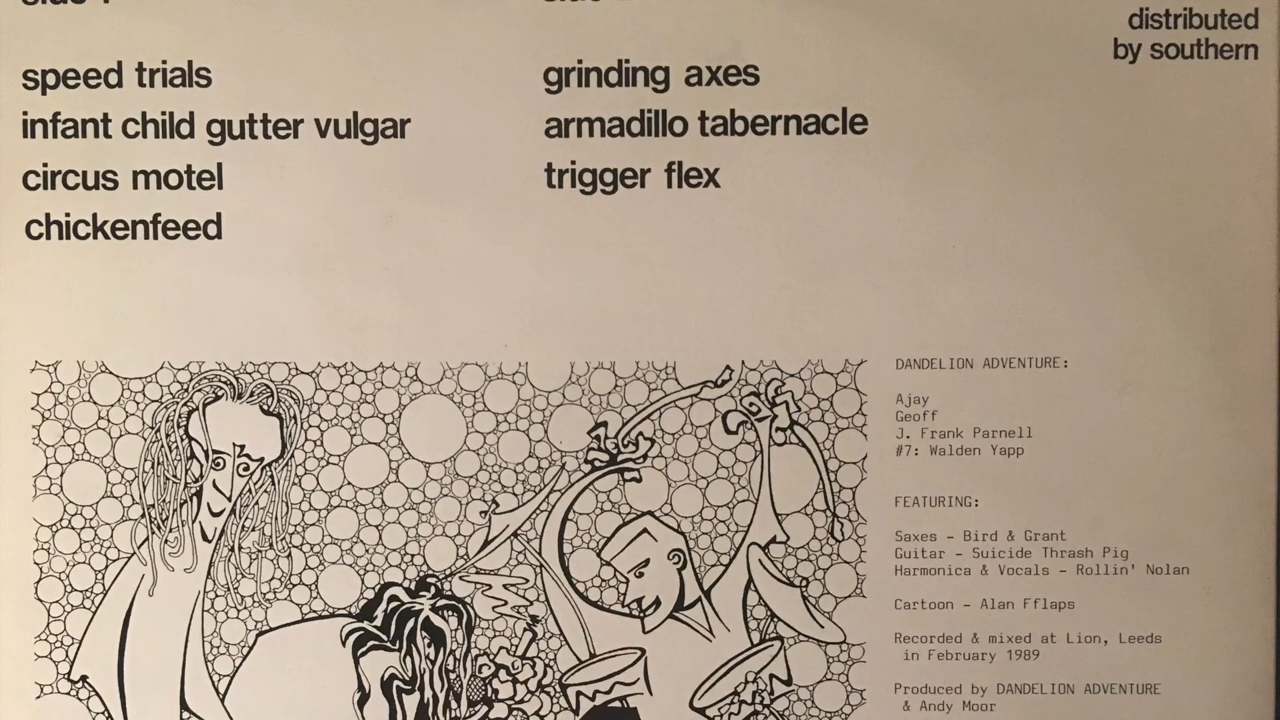 distributed
by southern
speed trials
infant child gutter vulgar
circus motel
chickenfeed
grinding axes
armadillo tabernacle
trigger flex
DANDELION ADVENTURE:
Ajay
Geoff
J. Frank Parnell
#7: Walden Yapp
FEATURING:
Saxes - Bird & Grant
Guitar - Suicide Thrash Pig
Harmonica & Vocals - Rollin' Nolan
Cartoon - Alan Fflaps
Recorded & mixed at Lion, Leeds
in February 1989
Produced by DANDELION ADVENTURE
& Andy Moor